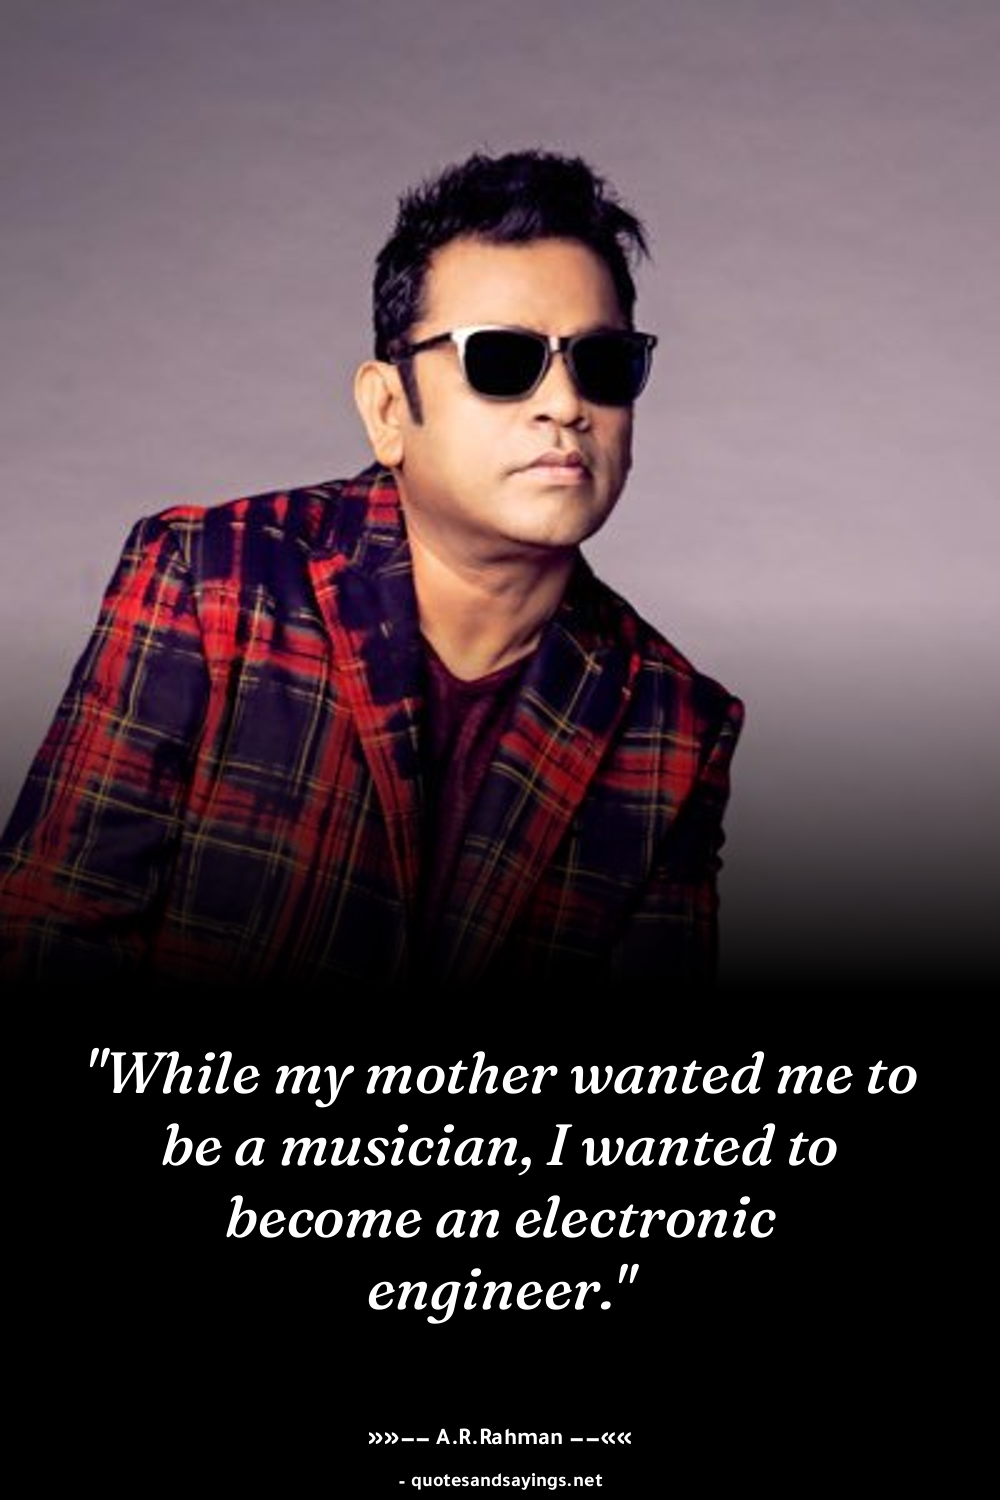 "While my mother wanted me to
be a musician, I wanted to
become an electronic
engineer."
»»–– A.R.Rahman ––««
- quotesandsayings.net